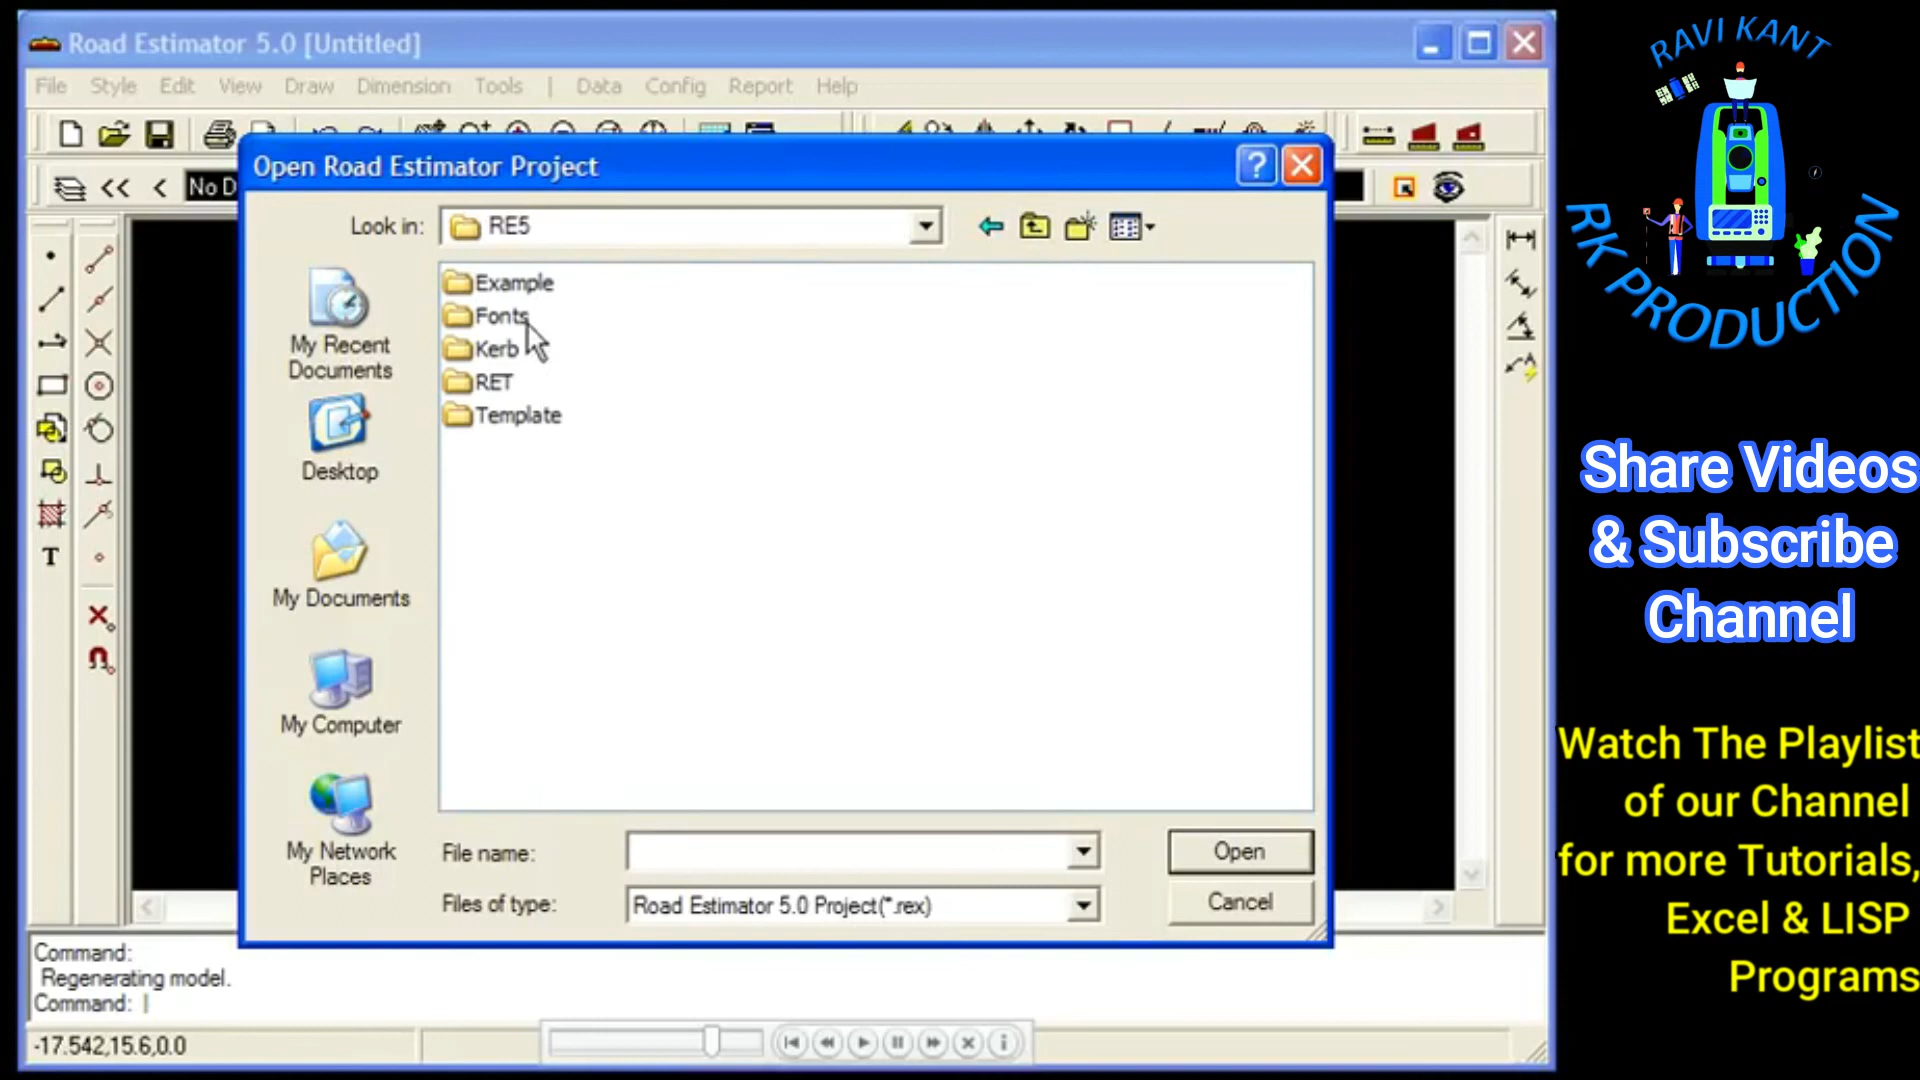 Road Estimator 5.0 [Untitled]
File Style Edit View Draw Dimension Tools | Data Config Report Help
No D
Open Road Estimator Project
Look in: RE5
Example
Fonts
Kerb
RET
Template
My Recent
Documents
Desktop
My Documents
My Computer
My Network
Places
File name:
Open
Files of type: Road Estimator 5.0 Project(*.rex)
Cancel
T
Command:
Regenerating model.
Command:
-17.542,15.6,0.0
RAVI KANT
RK PRODUCTION
Share Videos
& Subscribe
Channel
Watch The Playlist
of our Channel
for more Tutorials,
Excel & LISP
Programs